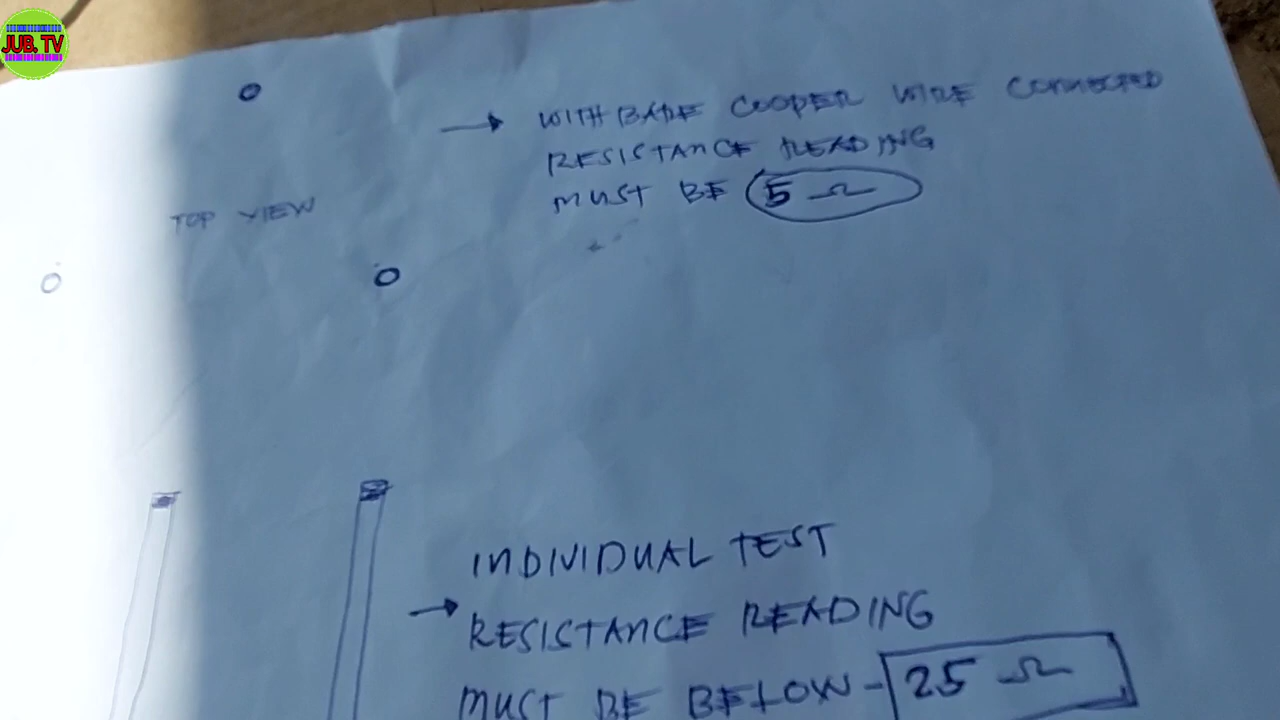 JUB.TV
WITH BARE COOPER WIRE CONNECTED
RESISTANCE READING
MUST BE 5 Ω
TOP VIEW
INDIVIDUAL TEST
RESISTANCE READING
MUST BE BELOW - 25 Ω